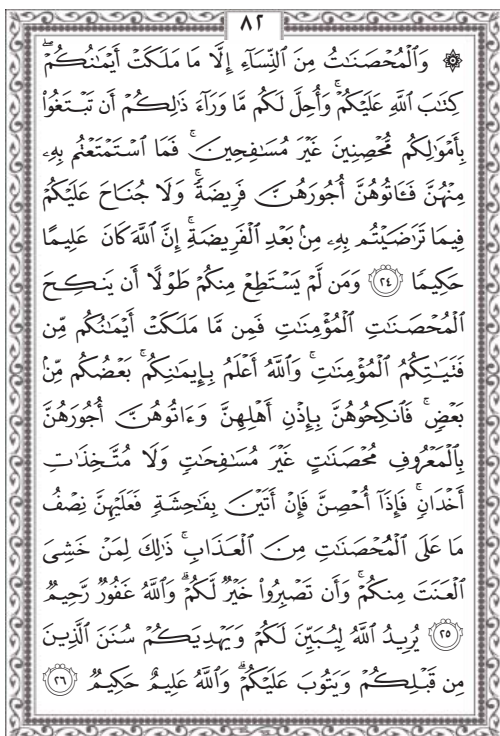 ٨٢
۞ وَٱلْمُحْصَنَٰتُ مِنَ ٱلنِّسَآءِ إِلَّا مَا مَلَكَتْ أَيْمَٰنُكُمْ ۖ
كِتَٰبَ ٱللَّهِ عَلَيْكُمْ ۚ وَأُحِلَّ لَكُم مَّا وَرَآءَ ذَٰلِكُمْ أَن تَبْتَغُوا۟
بِأَمْوَٰلِكُم مُّحْصِنِينَ غَيْرَ مُسَٰفِحِينَ ۚ فَمَا ٱسْتَمْتَعْتُم بِهِۦ
مِنْهُنَّ فَـَٔاتُوهُنَّ أُجُورَهُنَّ فَرِيضَةً ۚ وَلَا جُنَاحَ عَلَيْكُمْ
فِيمَا تَرَٰضَيْتُم بِهِۦ مِنۢ بَعْدِ ٱلْفَرِيضَةِ ۚ إِنَّ ٱللَّهَ كَانَ عَلِيمًا
حَكِيمًا ٢٤ وَمَن لَّمْ يَسْتَطِعْ مِنكُمْ طَوْلًا أَن يَنكِحَ
ٱلْمُحْصَنَٰتِ ٱلْمُؤْمِنَٰتِ فَمِن مَّا مَلَكَتْ أَيْمَٰنُكُم مِّن
فَتَيَٰتِكُمُ ٱلْمُؤْمِنَٰتِ ۚ وَٱللَّهُ أَعْلَمُ بِإِيمَٰنِكُم ۚ بَعْضُكُم مِّنۢ
بَعْضٍ ۚ فَٱنكِحُوهُنَّ بِإِذْنِ أَهْلِهِنَّ وَءَاتُوهُنَّ أُجُورَهُنَّ
بِٱلْمَعْرُوفِ مُحْصَنَٰتٍ غَيْرَ مُسَٰفِحَٰتٍ وَلَا مُتَّخِذَٰتِ
أَخْدَانٍ ۚ فَإِذَآ أُحْصِنَّ فَإِنْ أَتَيْنَ بِفَٰحِشَةٍ فَعَلَيْهِنَّ نِصْفُ
مَا عَلَى ٱلْمُحْصَنَٰتِ مِنَ ٱلْعَذَابِ ۚ ذَٰلِكَ لِمَنْ خَشِىَ
ٱلْعَنَتَ مِنكُمْ ۚ وَأَن تَصْبِرُوا۟ خَيْرٌ لَّكُمْ ۗ وَٱللَّهُ غَفُورٌ رَّحِيمٌ
٢٥ يُرِيدُ ٱللَّهُ لِيُبَيِّنَ لَكُمْ وَيَهْدِيَكُمْ سُنَنَ ٱلَّذِينَ
مِن قَبْلِكُمْ وَيَتُوبَ عَلَيْكُمْ ۗ وَٱللَّهُ عَلِيمٌ حَكِيمٌ ٢٦